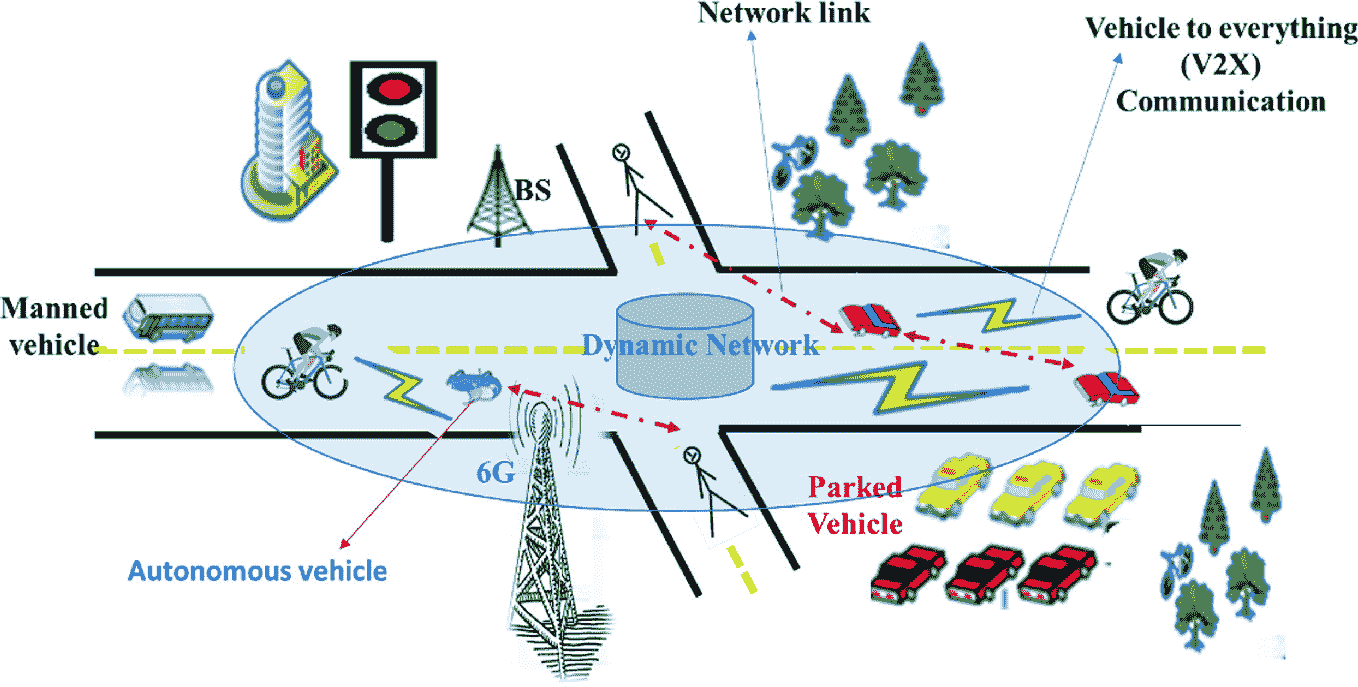 Network link
Vehicle to everything
(V2X)
Communication
BS
Manned
vehicle
Dynamic Network
6G
Parked
Vehicle
Autonomous vehicle